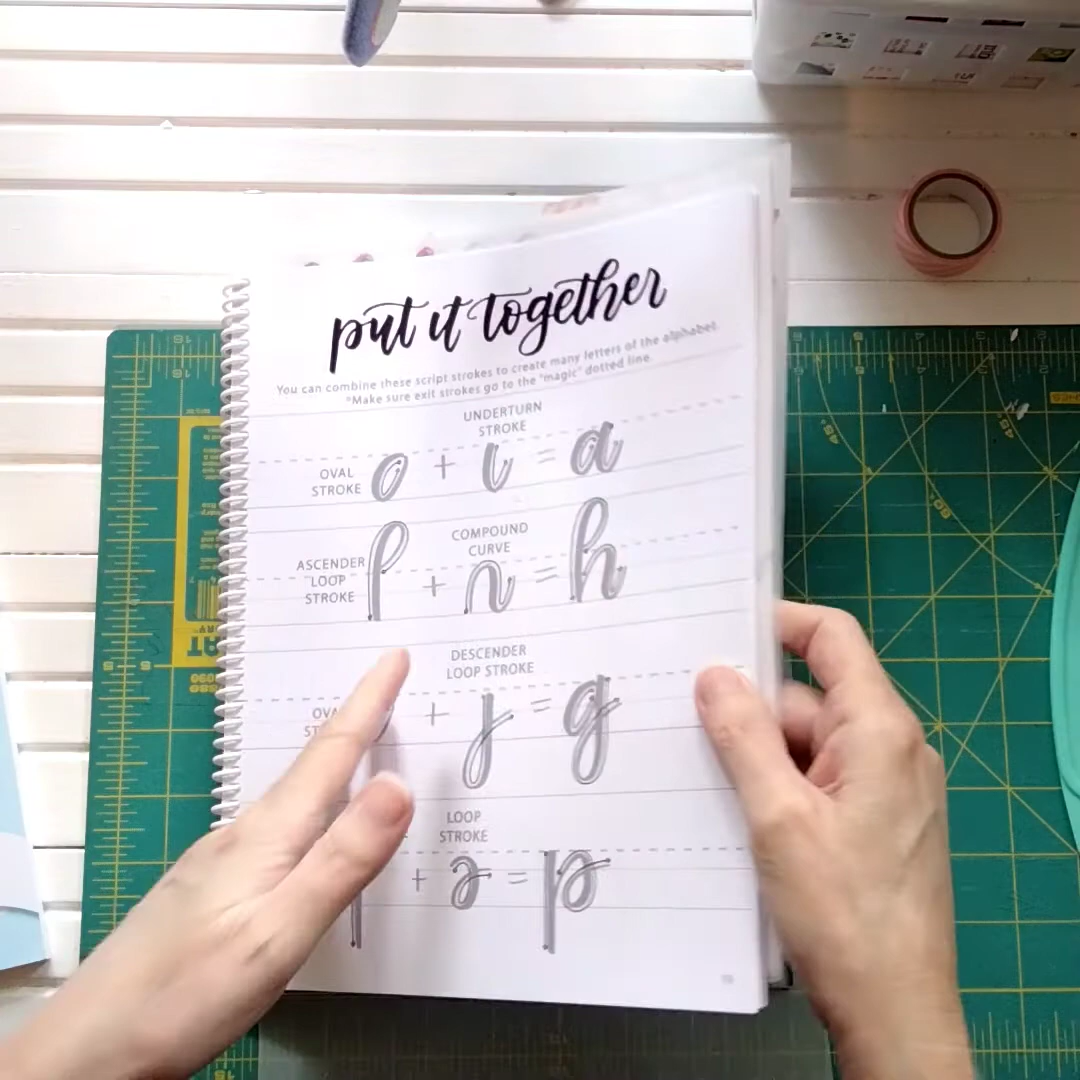 put it together
You can combine these script strokes to create many letters of the alphabet.
*Make sure exit strokes go to the "magic" dotted line.
UNDERTURN
STROKE
OVAL
STROKE
o + i = a
COMPOUND
CURVE
ASCENDER
LOOP
STROKE
l + n = h
DESCENDER
LOOP STROKE
+ j = g
LOOP
STROKE
+ = p